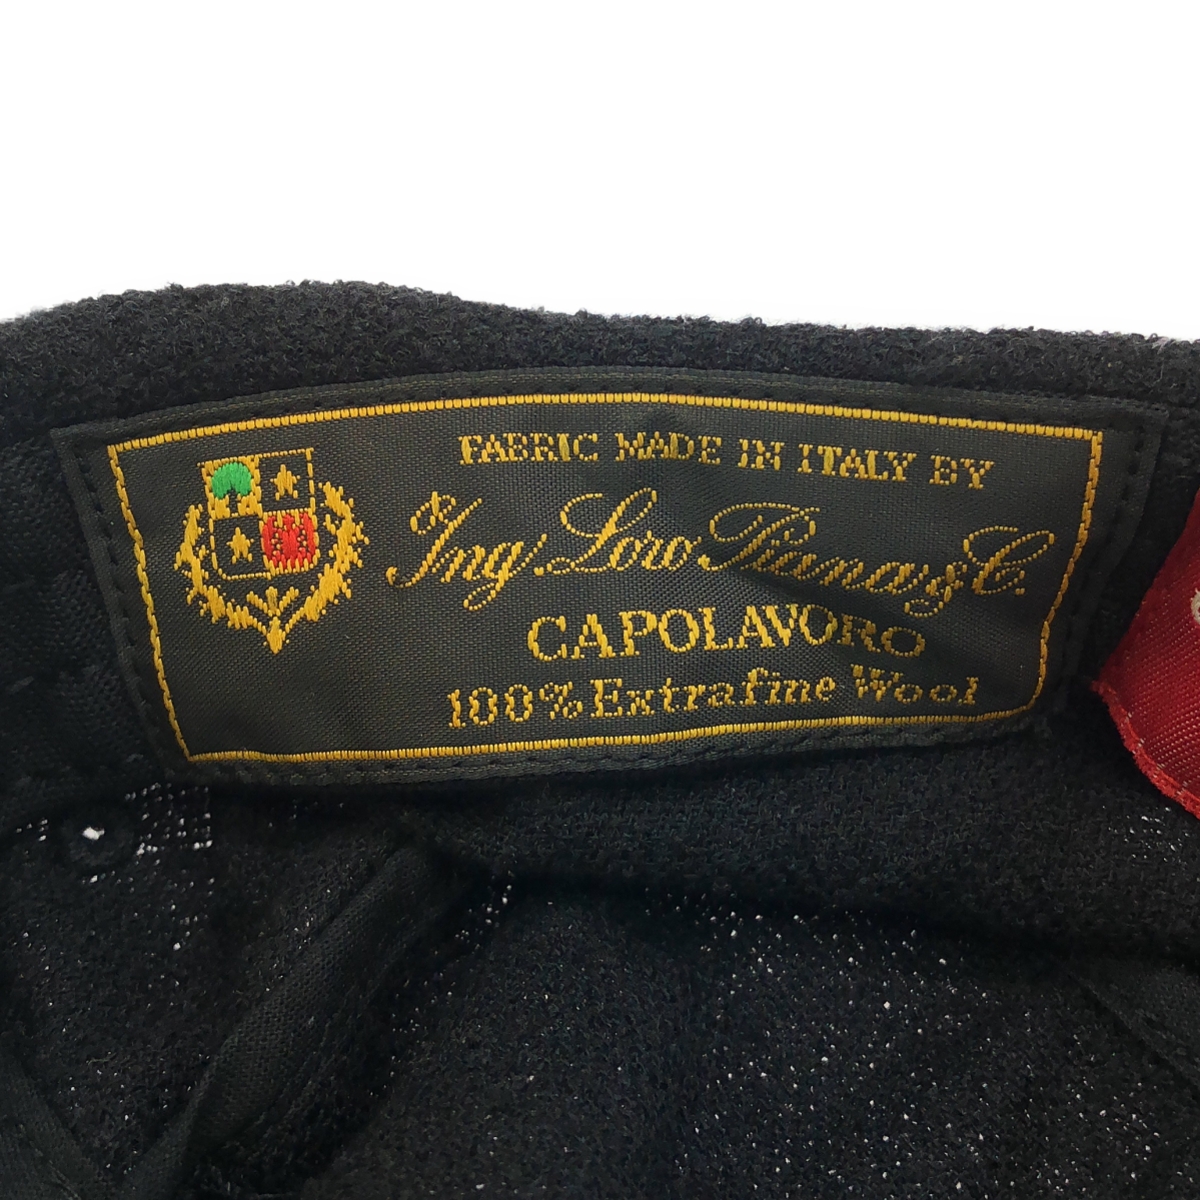 FABRIC MADE IN ITALY BY
Ing. Loro Piana & C.
CAPOLAVORO
100% Extrafine Wool